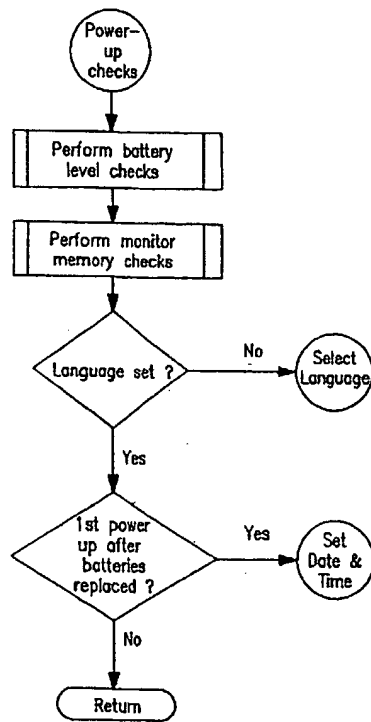 Power-
up
checks
Perform battery
level checks
Perform monitor
memory checks
Language set ?
No
Select
Language
Yes
1st power
up after
batteries
replaced ?
Yes
Set
Date &
Time
No
Return